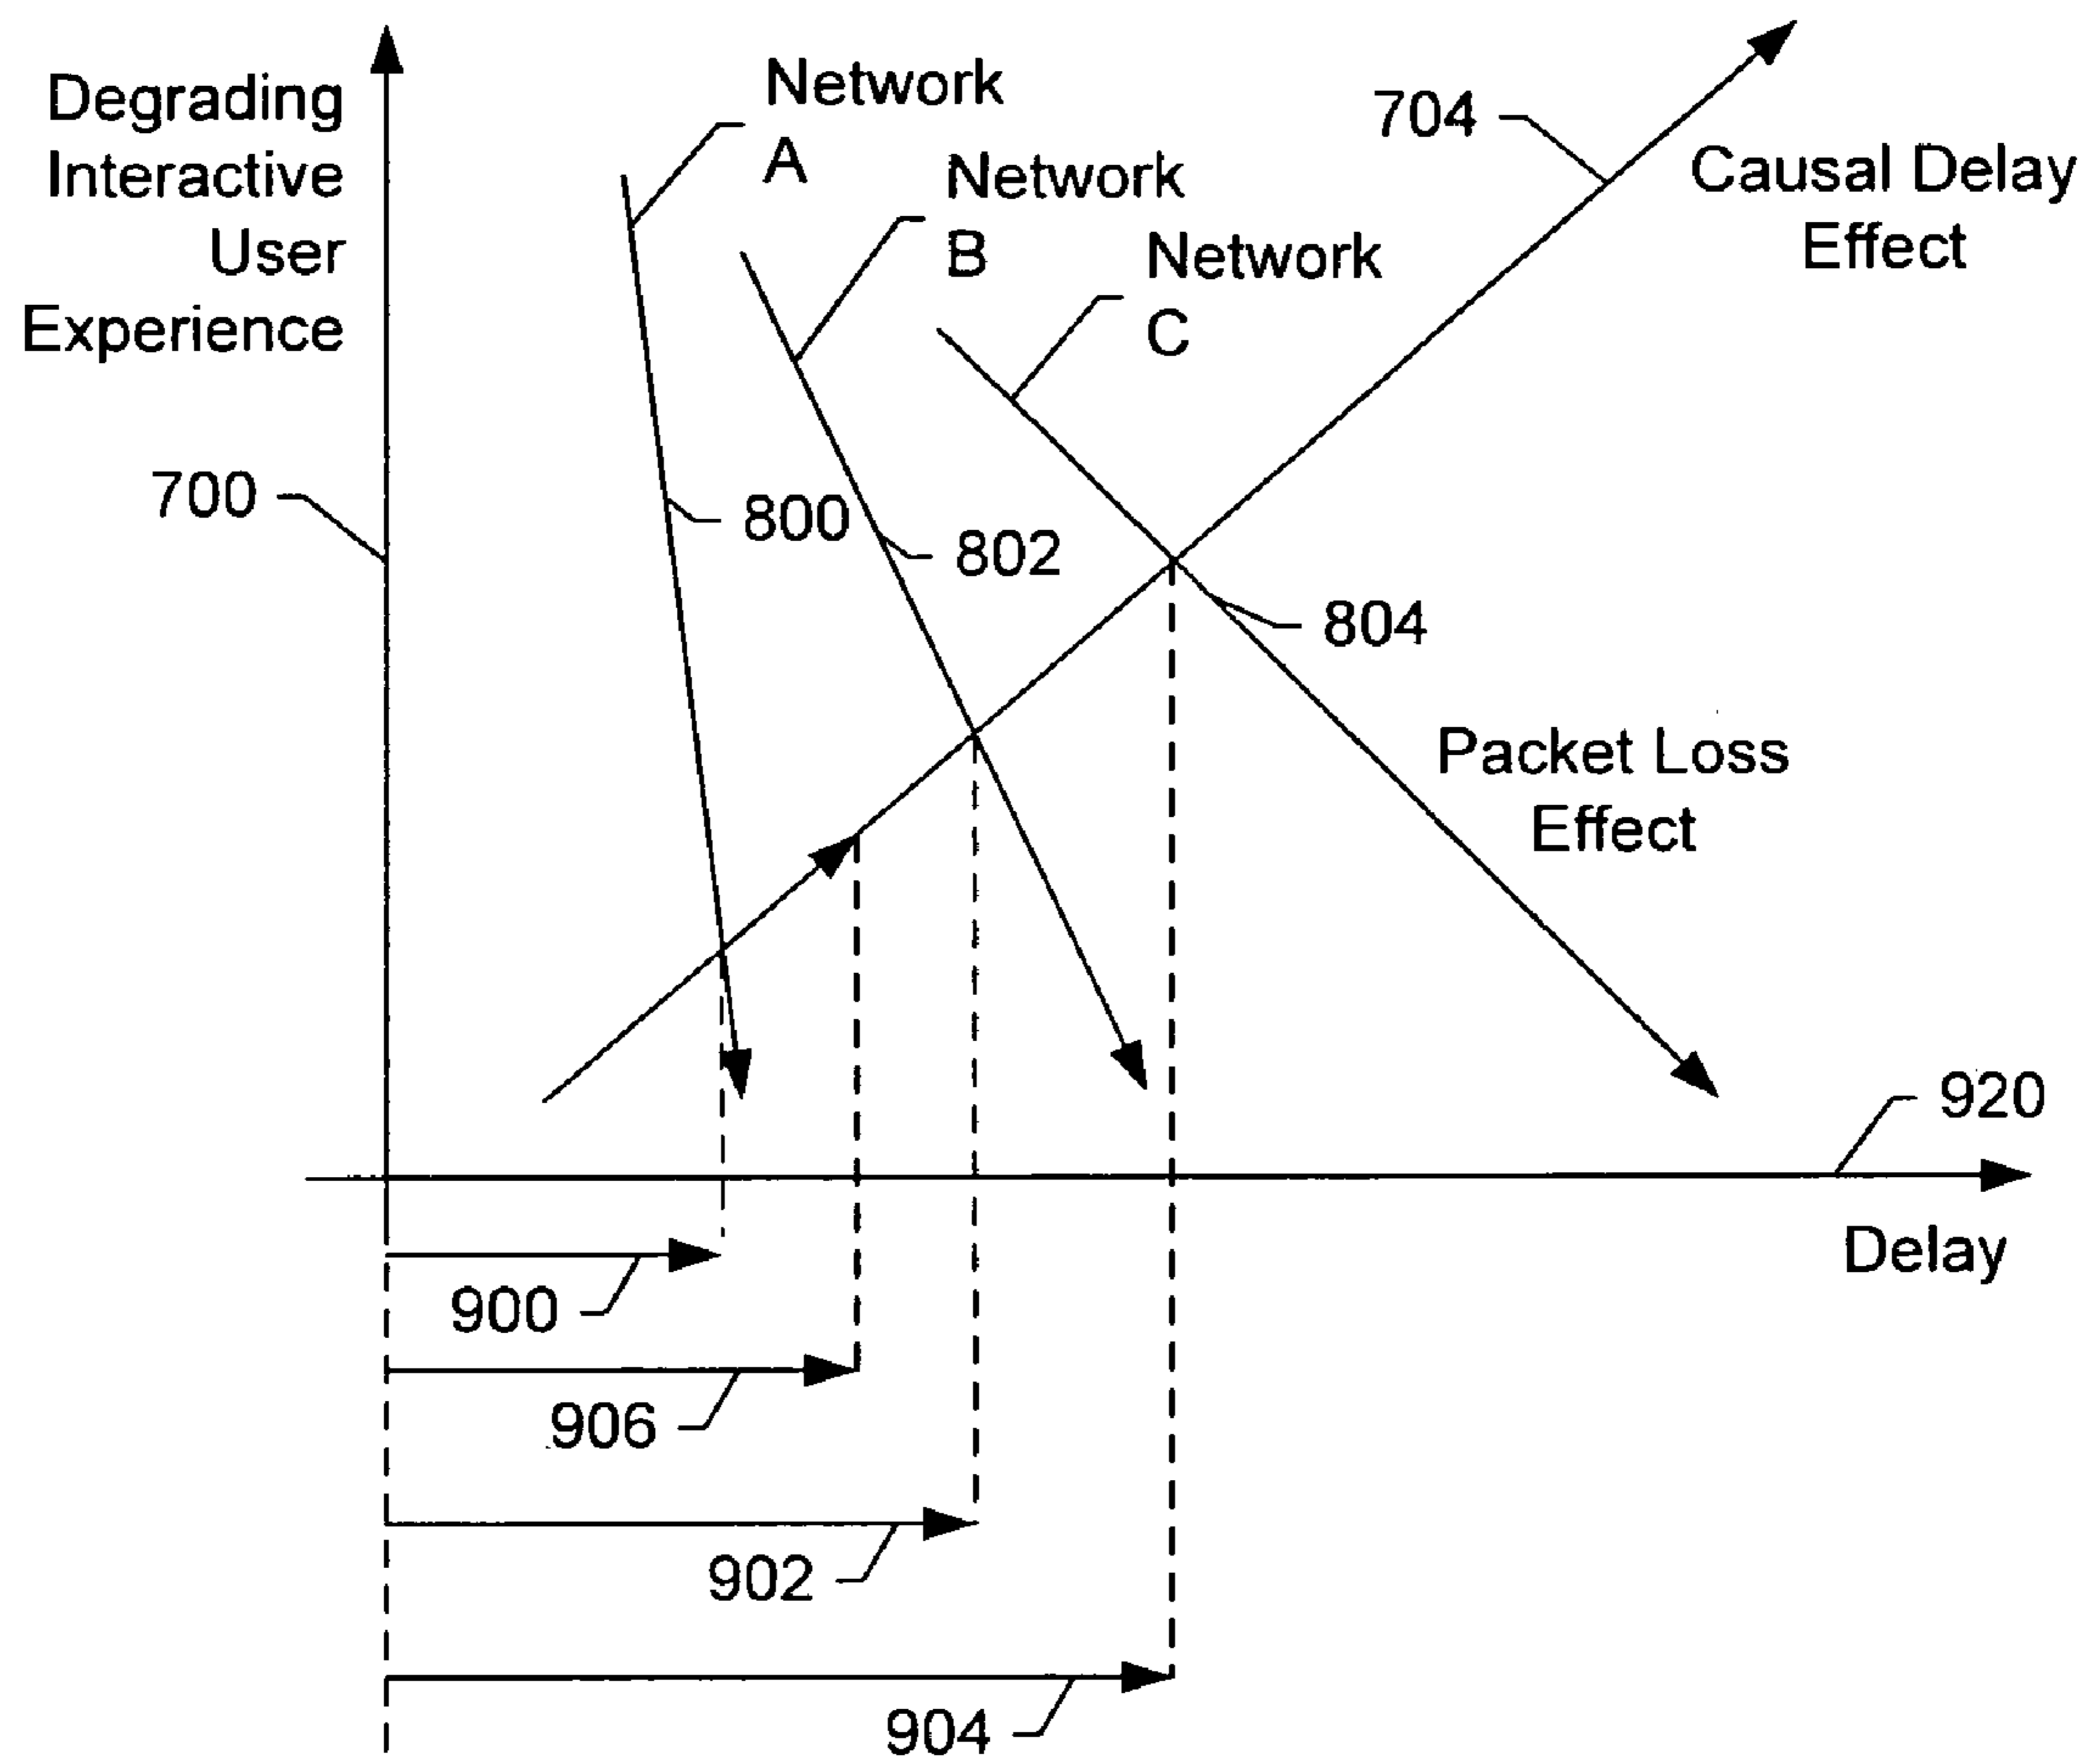 Degrading
Interactive
User
Experience
Network
A
Network
B
Network
C
704
Causal Delay
Effect
700
800
802
804
Packet Loss
Effect
920
Delay
900
906
902
904